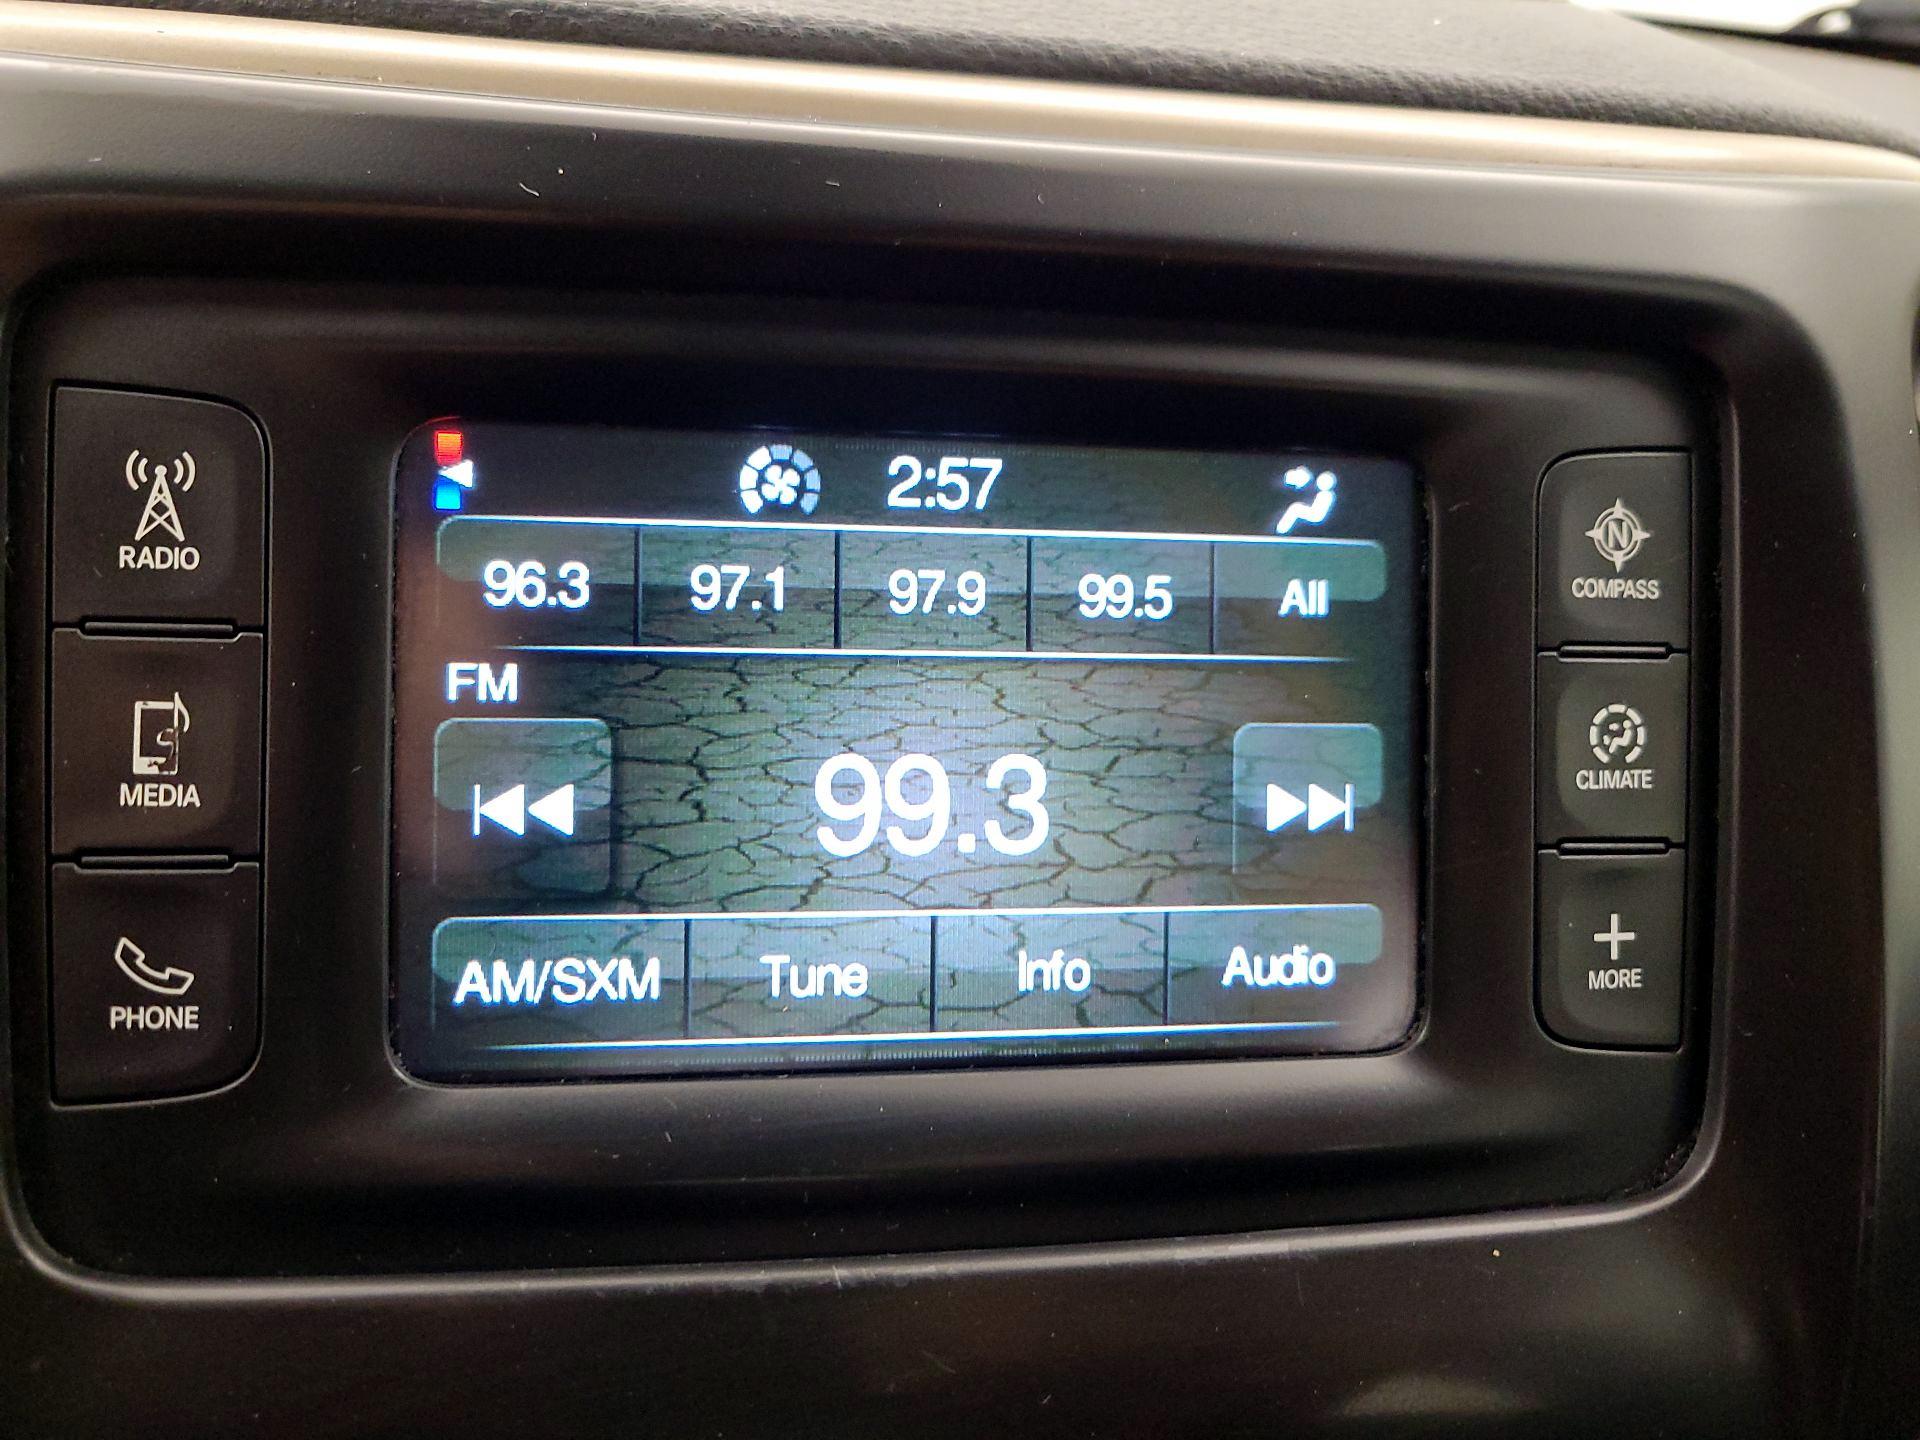 RADIO
MEDIA
PHONE
2:57
96.3 97.1 97.9 99.5 All
FM
99.3
AM/SXM Tune Info Audio
N
COMPASS
CLIMATE
MORE